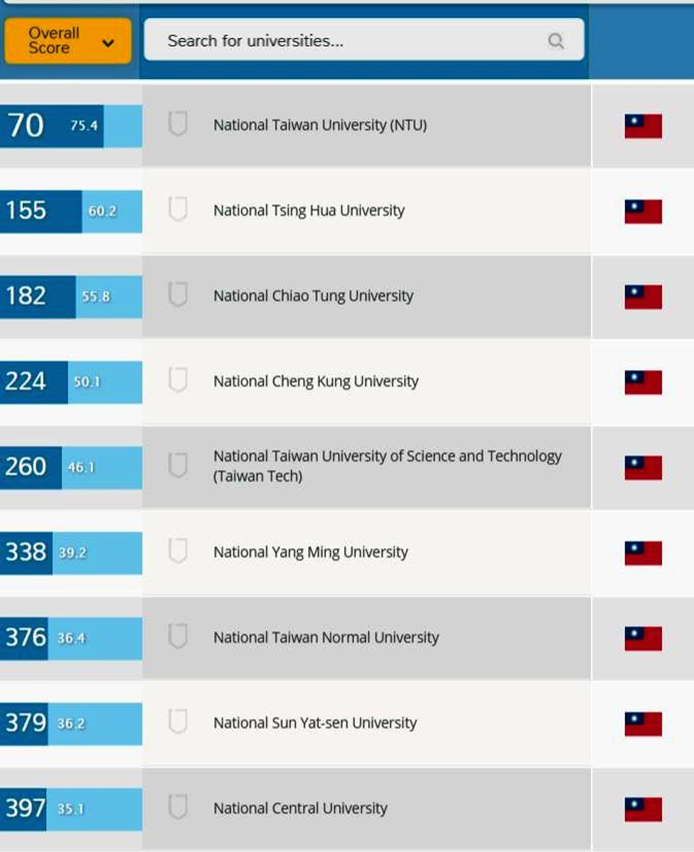 Overall
Score
Search for universities...
70 75.4 National Taiwan University (NTU)
155 60.2 National Tsing Hua University
182 55.8 National Chiao Tung University
224 50.1 National Cheng Kung University
260 46.1 National Taiwan University of Science and Technology
(Taiwan Tech)
338 39.2 National Yang Ming University
376 36.4 National Taiwan Normal University
379 36.2 National Sun Yat-sen University
397 35.1 National Central University